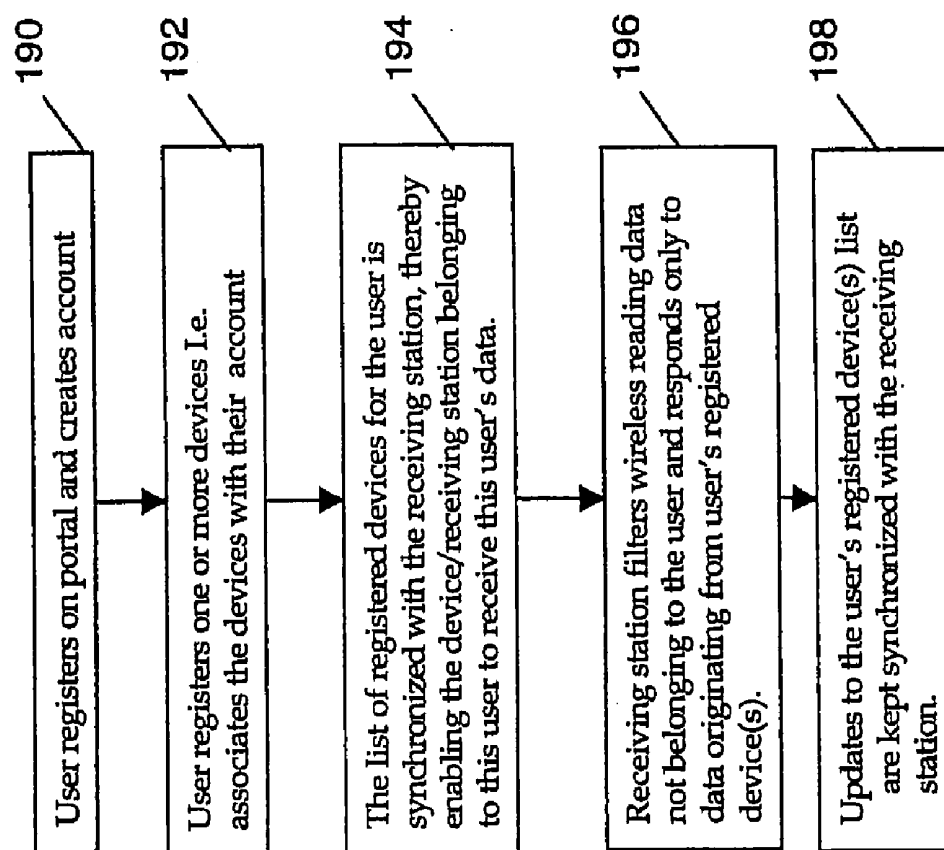 User registers on portal and creates account
190
User registers one or more devices I.e.
associates the devices with their account
192
The list of registered devices for the user is
synchronized with the receiving station, thereby
enabling the device/receiving station belonging
to this user to receive this user's data.
194
Receiving station filters wireless reading data
not belonging to the user and responds only to
data originating from user's registered
device(s).
196
Updates to the user's registered device(s) list
are kept synchronized with the receiving
station.
198